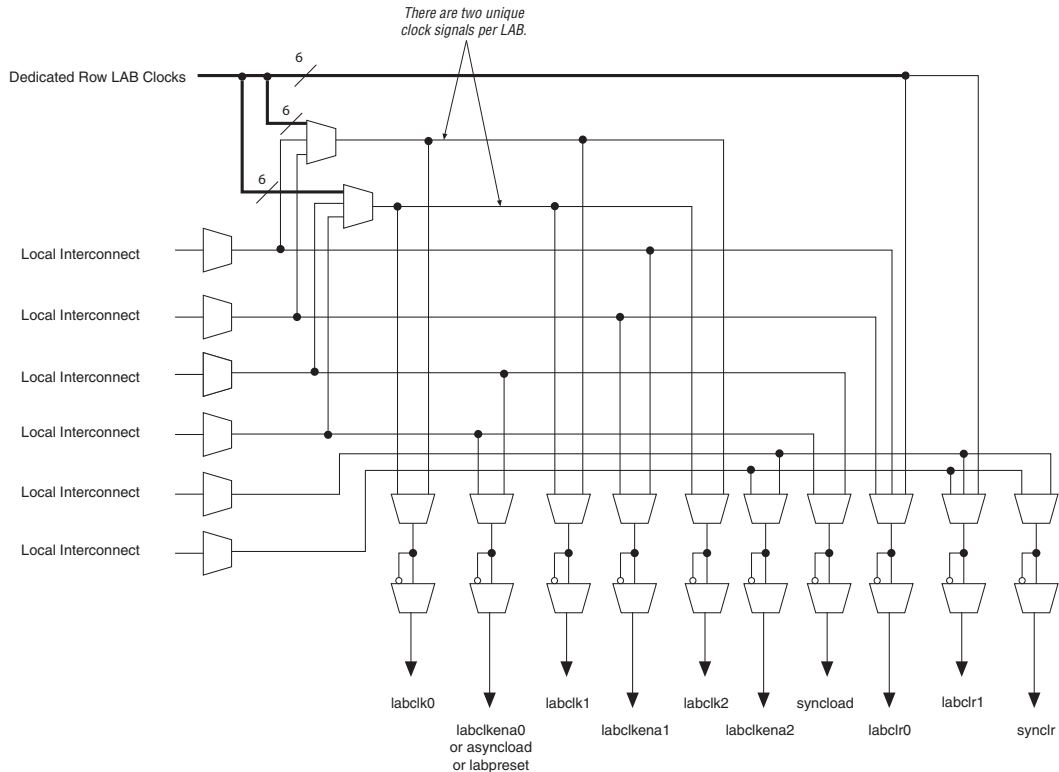 There are two unique
clock signals per LAB.
6
Dedicated Row LAB Clocks
6
6
Local Interconnect
Local Interconnect
Local Interconnect
Local Interconnect
Local Interconnect
Local Interconnect
labclk0
labclk1
labclk2
syncload
labclr1
labclkena0
or asyncload
or labpreset
labclkena1
labclkena2
labclr0
synclr